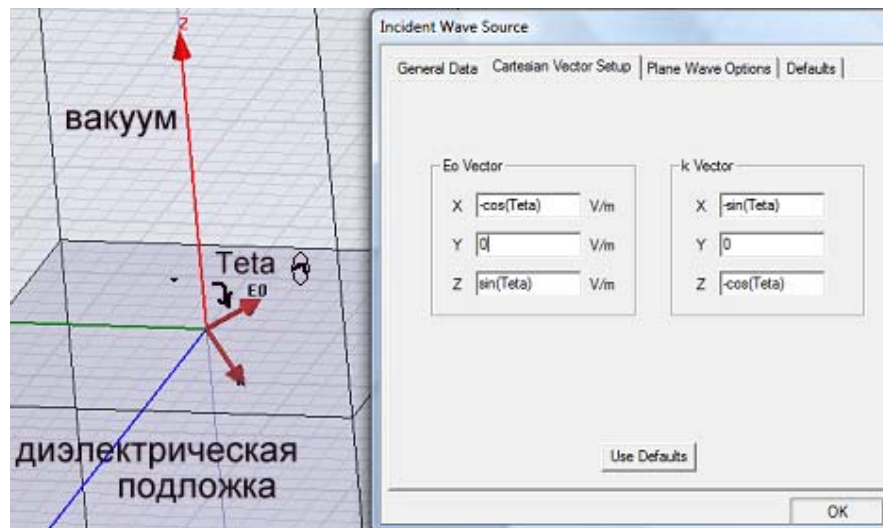 z
вакуум
Teta
E0
диэлектрическая
подложка
Incident Wave Source
General Data Cartesian Vector Setup Plane Wave Options Defaults
Eo Vector k Vector
X -cos(Teta) V/m X -sin(Teta)
Y 0 V/m Y 0
Z sin(Teta) V/m Z -cos(Teta)
Use Defaults
OK